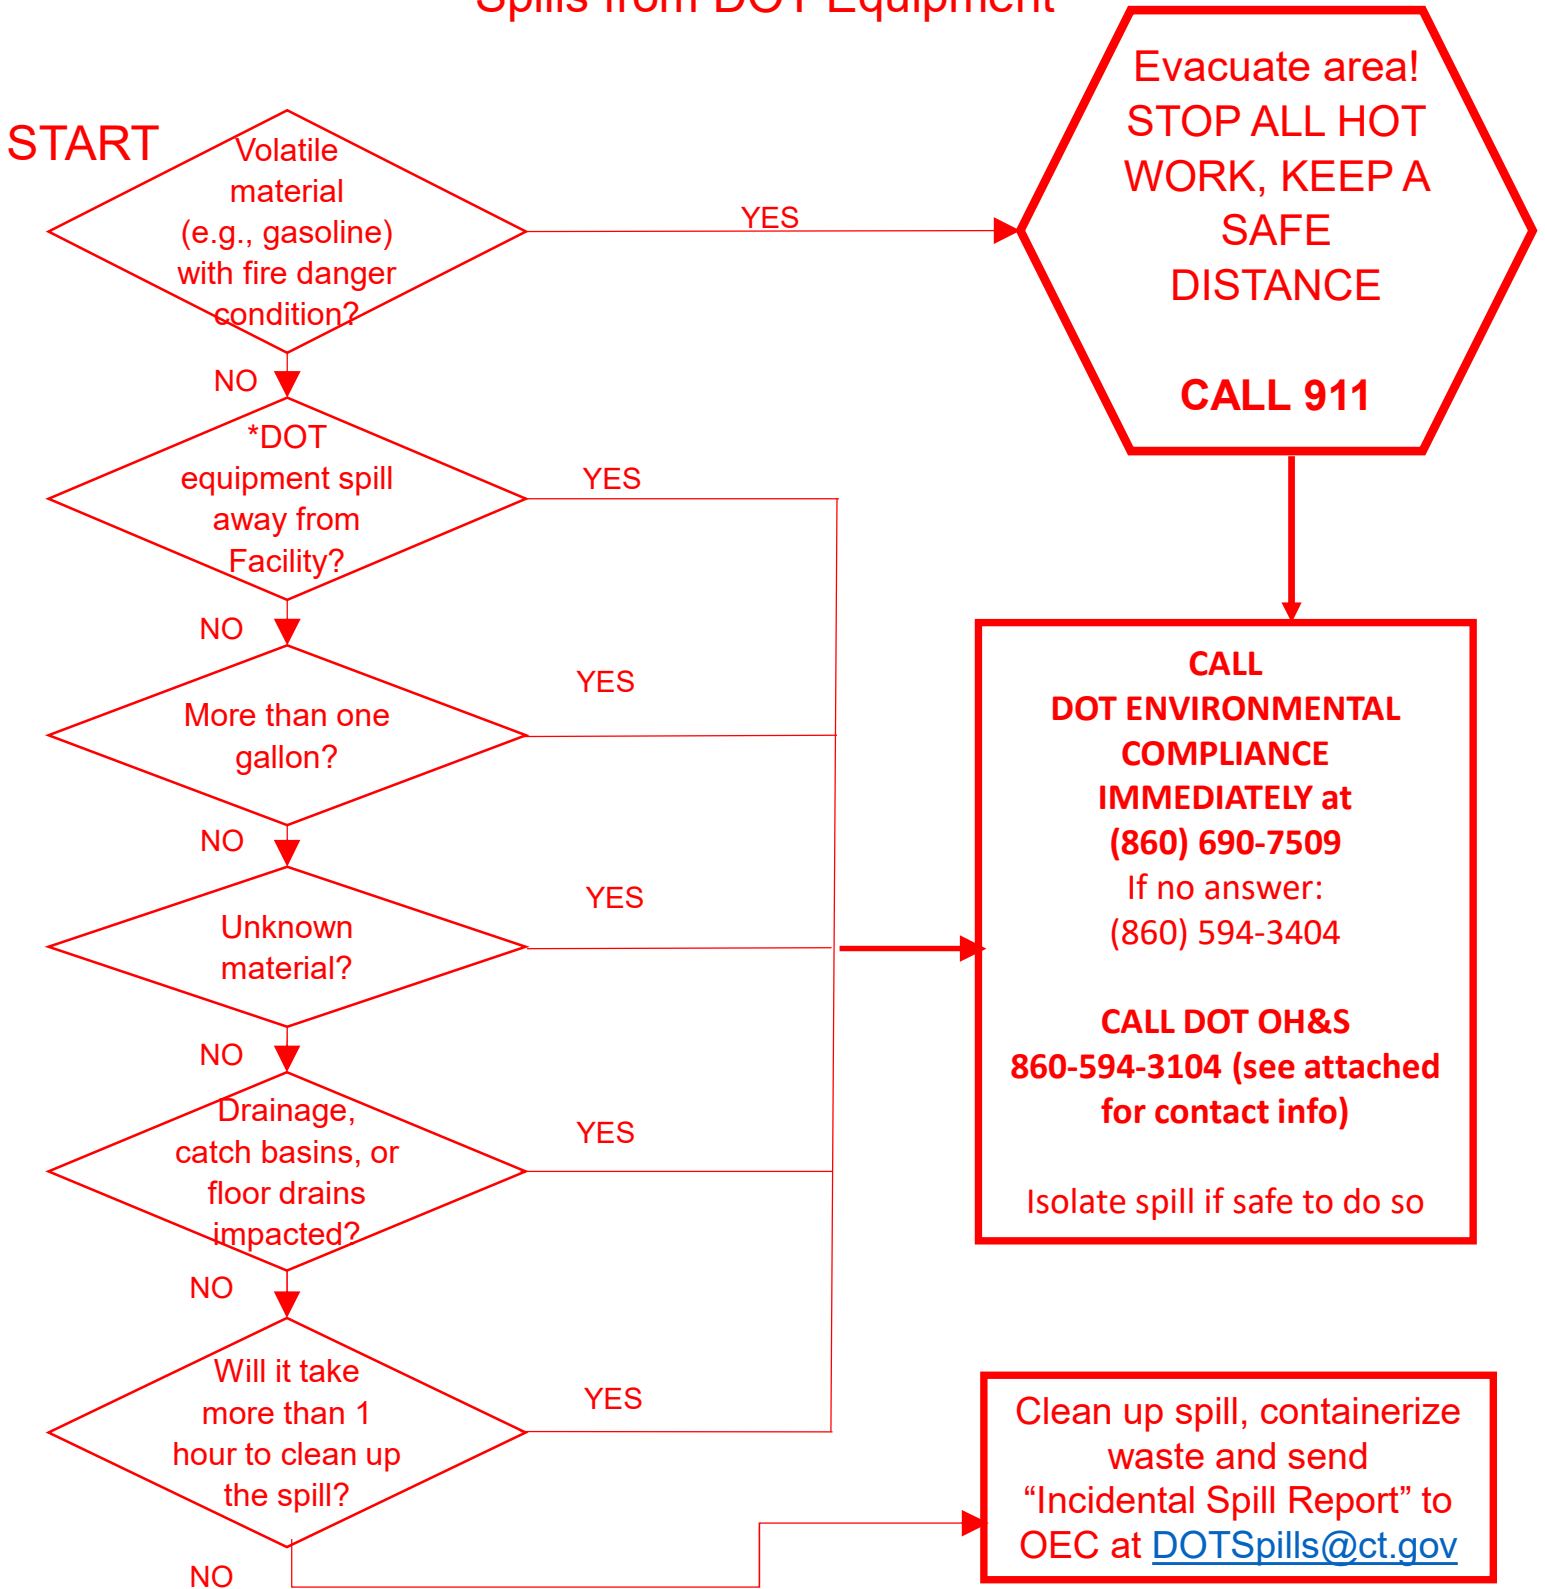 Spills from DOT Equipment
START
Volatile
material
(e.g., gasoline)
with fire danger
condition?
YES
Evacuate area!
STOP ALL HOT
WORK, KEEP A
SAFE
DISTANCE
CALL 911
NO
*DOT
equipment spill
away from
Facility?
YES
NO
More than one
gallon?
YES
NO
Unknown
material?
YES
NO
Drainage,
catch basins, or
floor drains
impacted?
YES
NO
Will it take
more than 1
hour to clean up
the spill?
YES
NO
CALL
DOT ENVIRONMENTAL
COMPLIANCE
IMMEDIATELY at
(860) 690-7509
If no answer:
(860) 594-3404
CALL DOT OH&S
860-594-3104 (see attached
for contact info)
Isolate spill if safe to do so
Clean up spill, containerize
waste and send
“Incidental Spill Report” to
OEC at DOTSpills@ct.gov